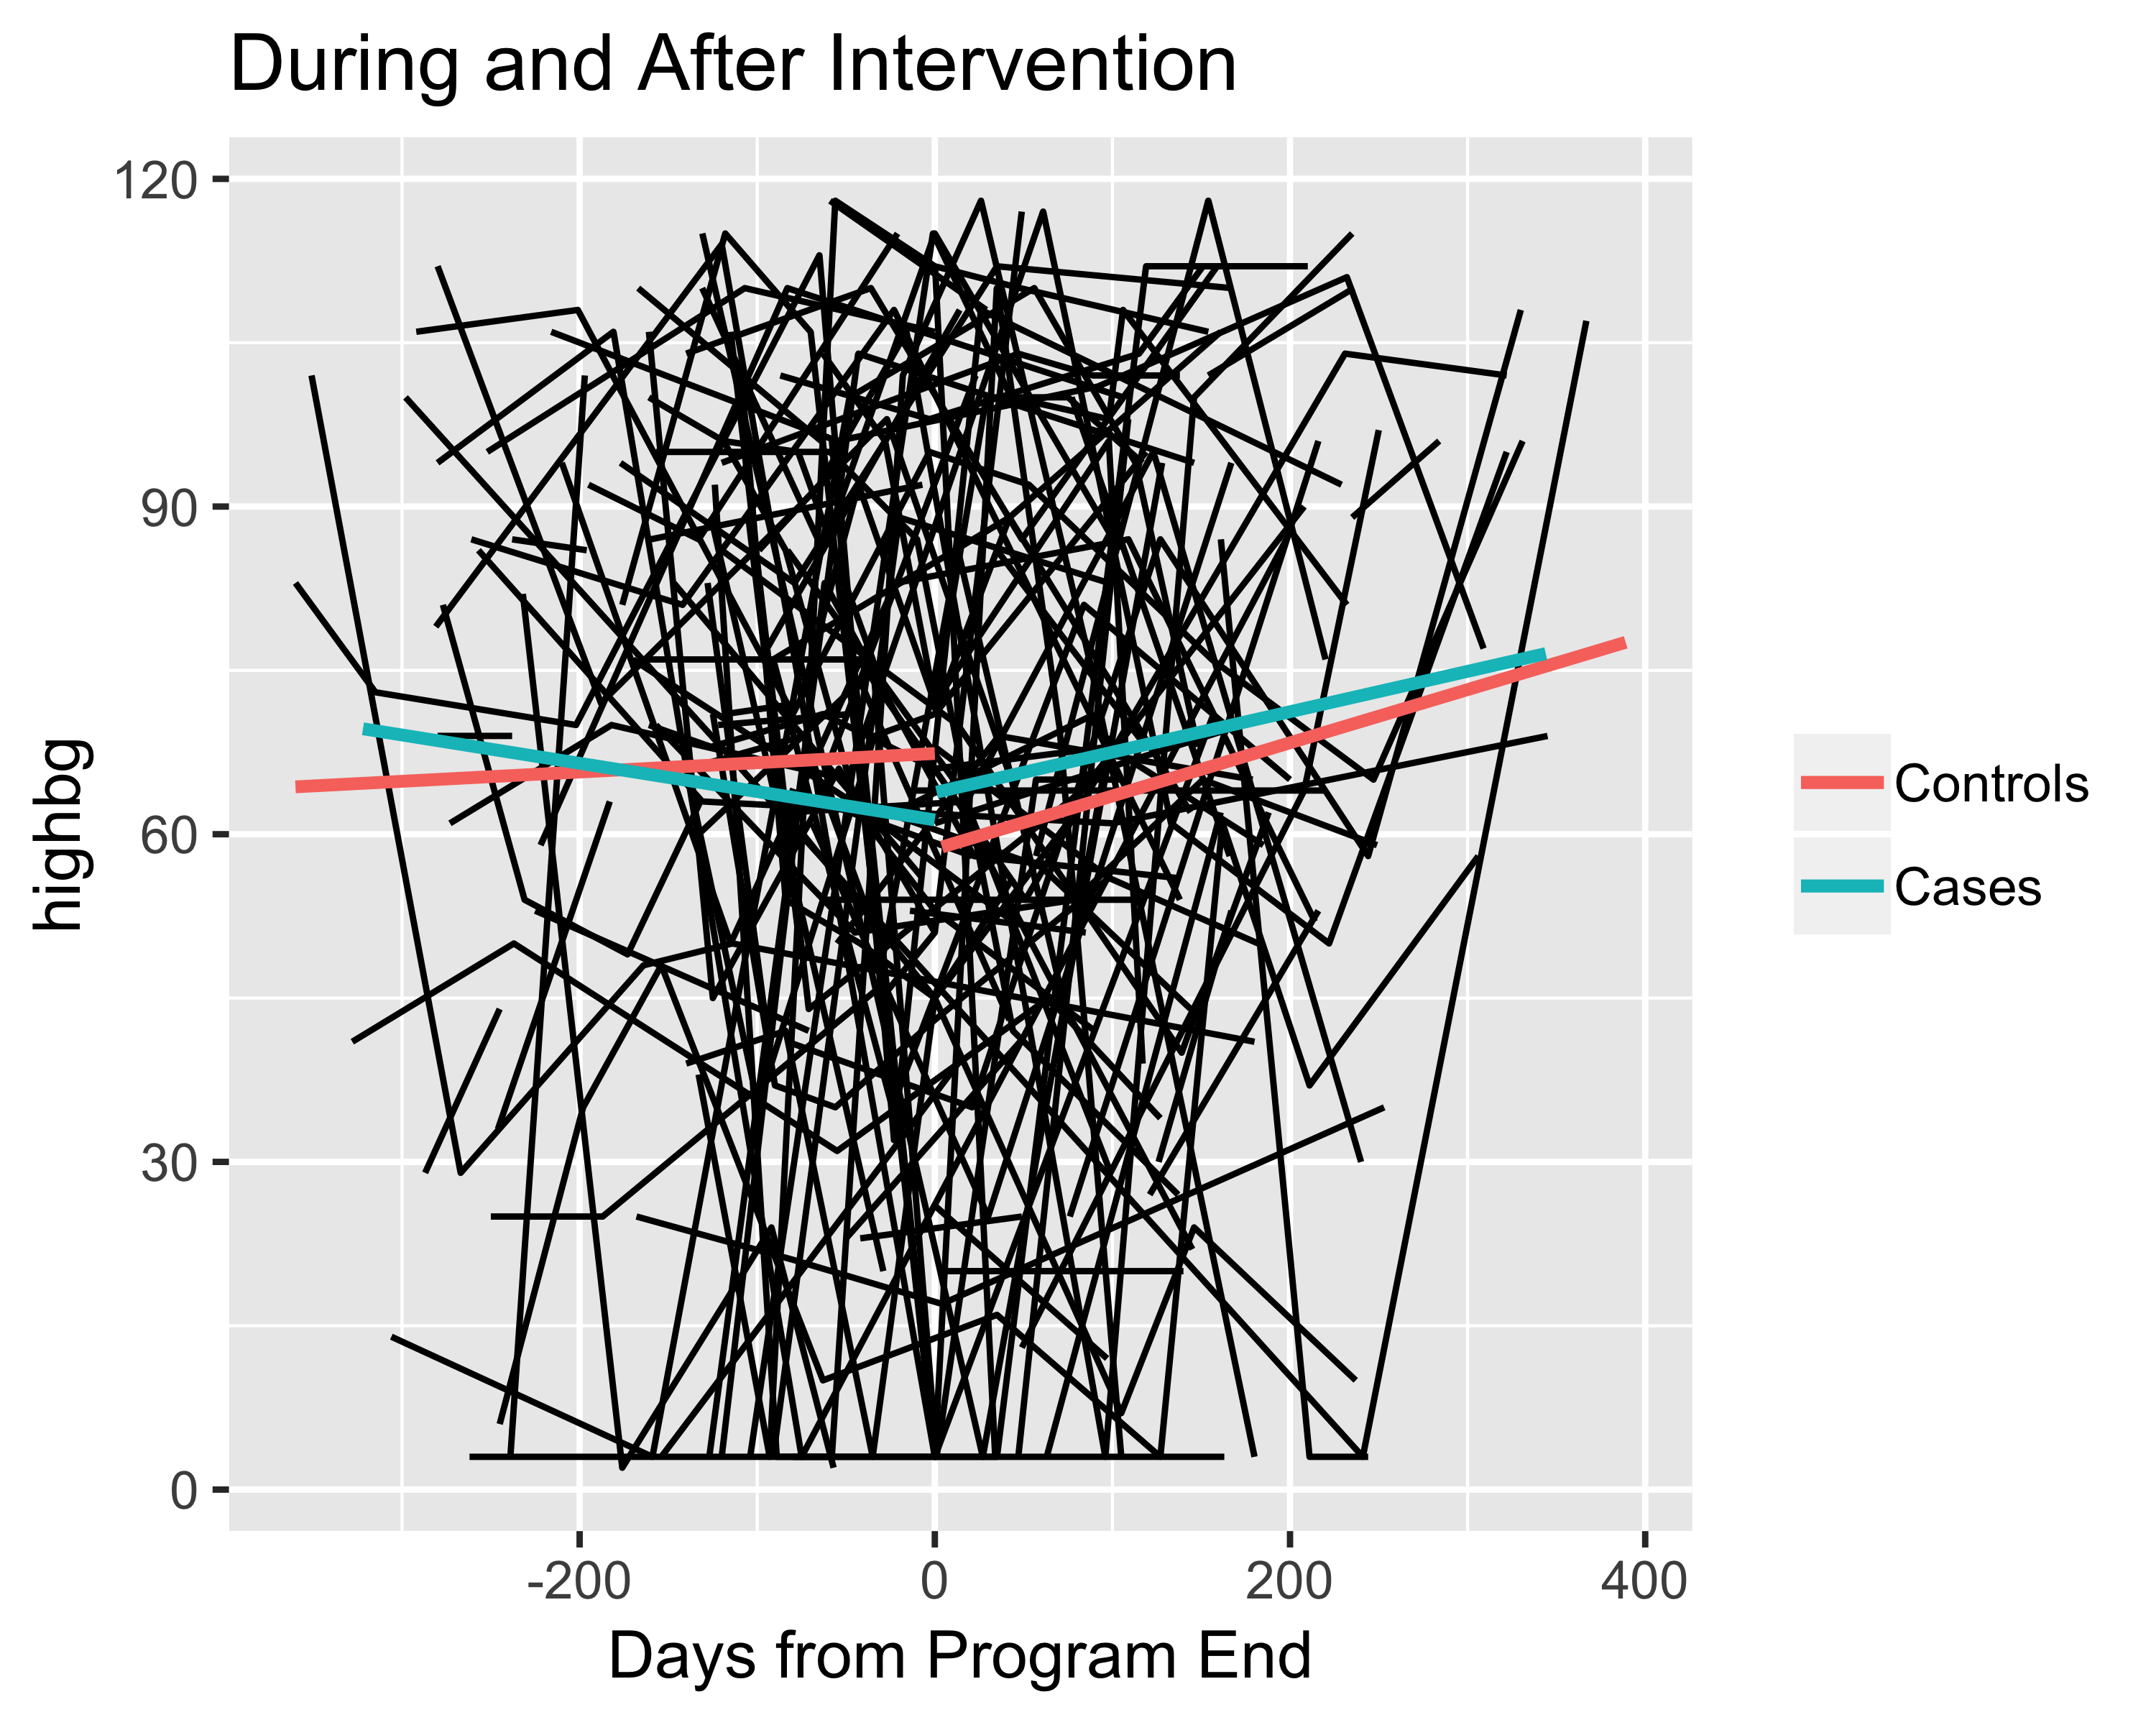 During and After Intervention
120
90
60
30
0
highbg
-200
0
200
400
Days from Program End
Controls
Cases